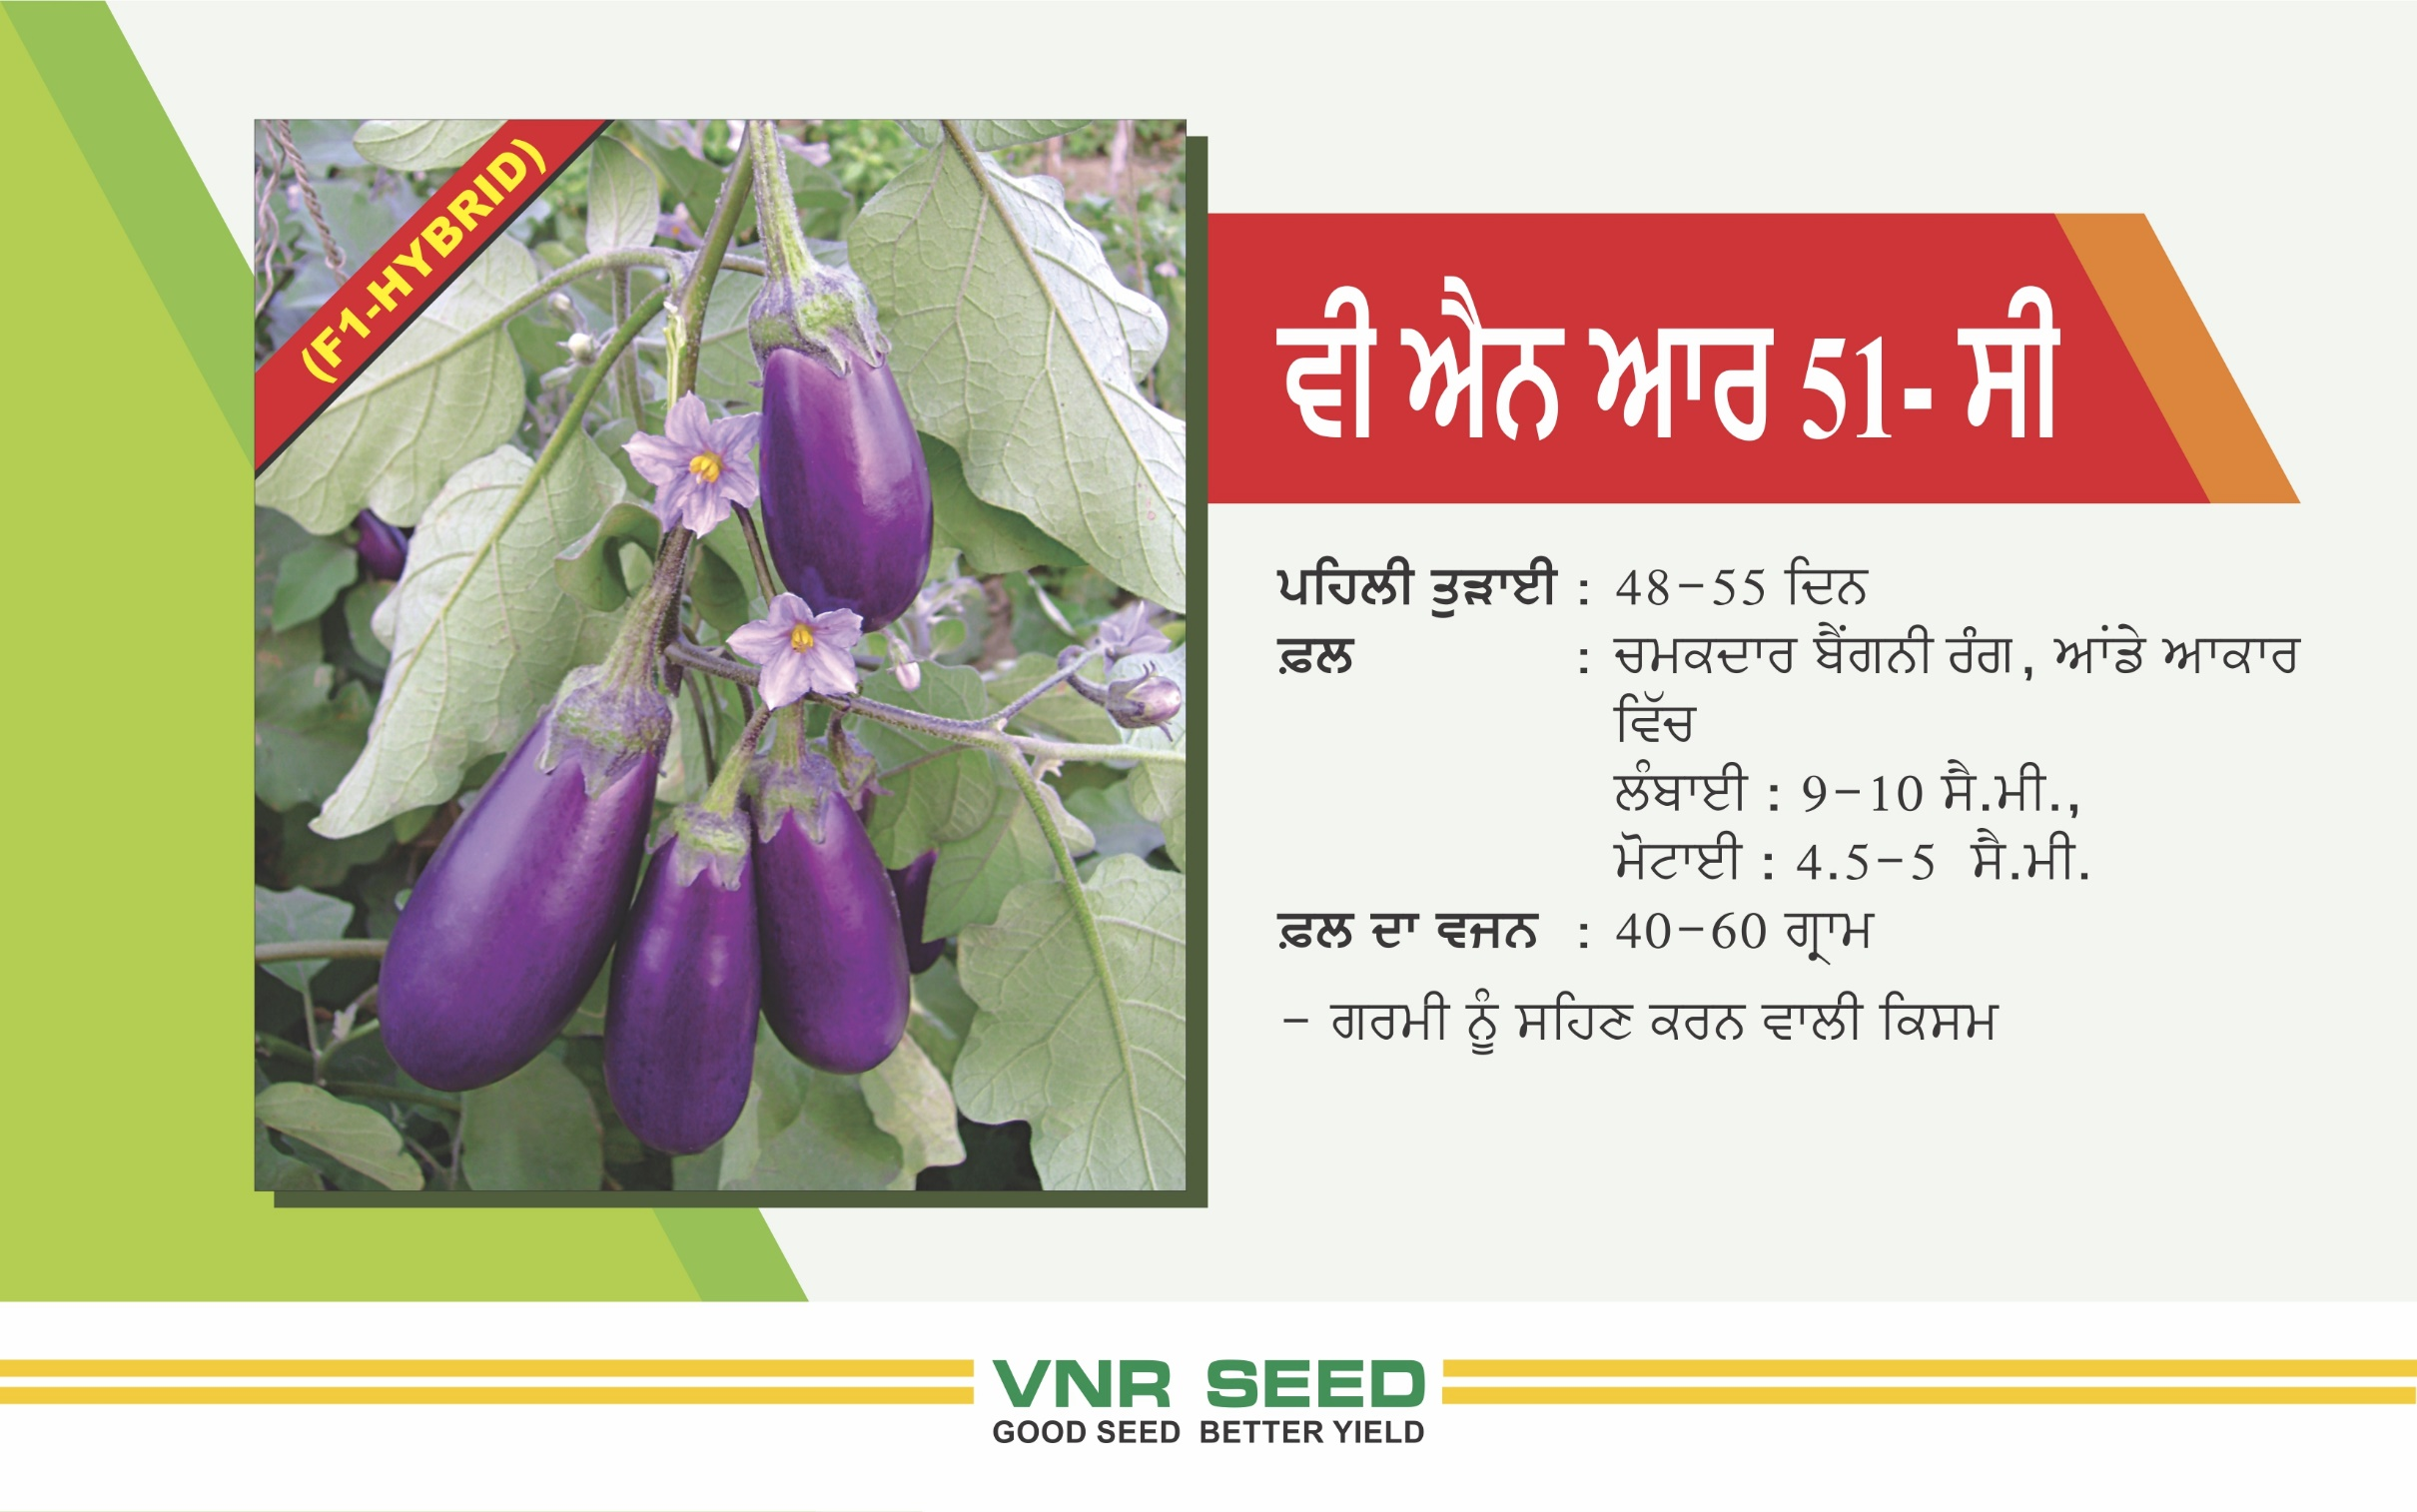 (F1-HYBRID))
ਵੀ ਐਨ ਆਰ 51- ਸੀ
ਪਹਿਲੀ ਤੁੜਾਈ : 48-55 ਦਿਨ
ਫ਼ਲ : ਚਮਕਦਾਰ ਬੈਂਗਨੀ ਰੰਗ, ਆਂਡੇ ਆਕਾਰ
ਵਿੱਚ
ਲੰਬਾਈ : 9-10 ਸੈ.ਮੀ.,
ਮੋਟਾਈ : 4.5-5 ਸੈ.ਮੀ.
ਫ਼ਲ ਦਾ ਵਜਨ : 40-60 ਗ੍ਰਾਮ
- ਗਰਮੀ ਨੂੰ ਸਹਿਣ ਕਰਨ ਵਾਲੀ ਕਿਸਮ
VNR SEED
GOOD SEED BETTER YIELD